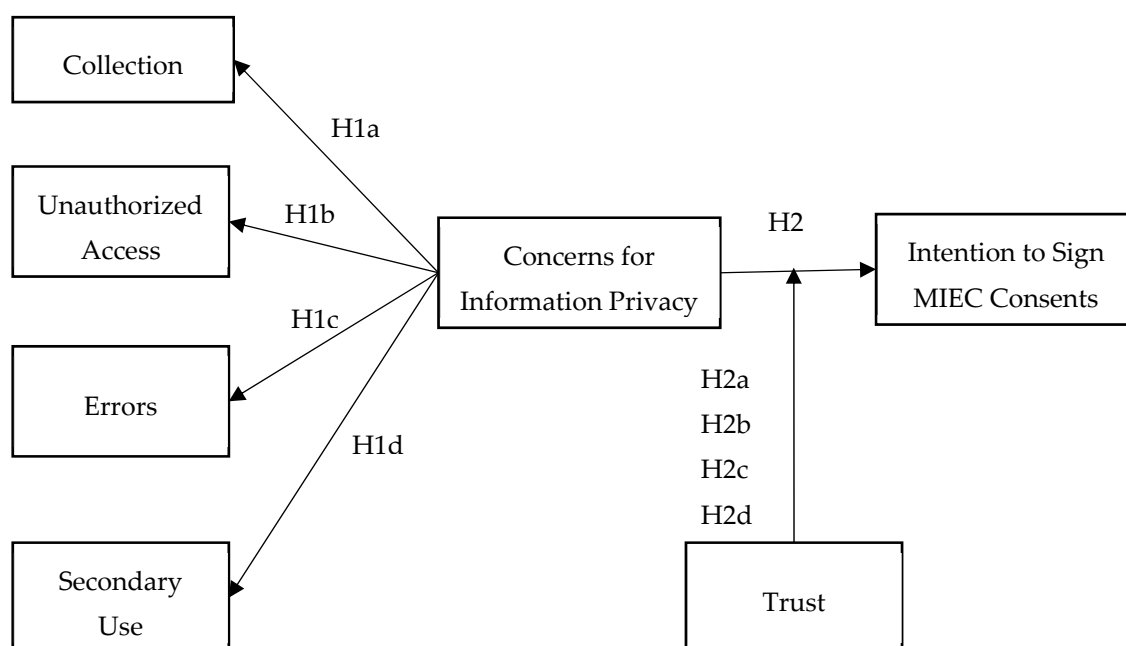 Collection
H1a
Unauthorized
Access
H1b
Errors
H1c
Secondary
Use
H1d
Concerns for
Information Privacy
H2
Intention to Sign
MIEC Consents
H2a
H2b
H2c
H2d
Trust